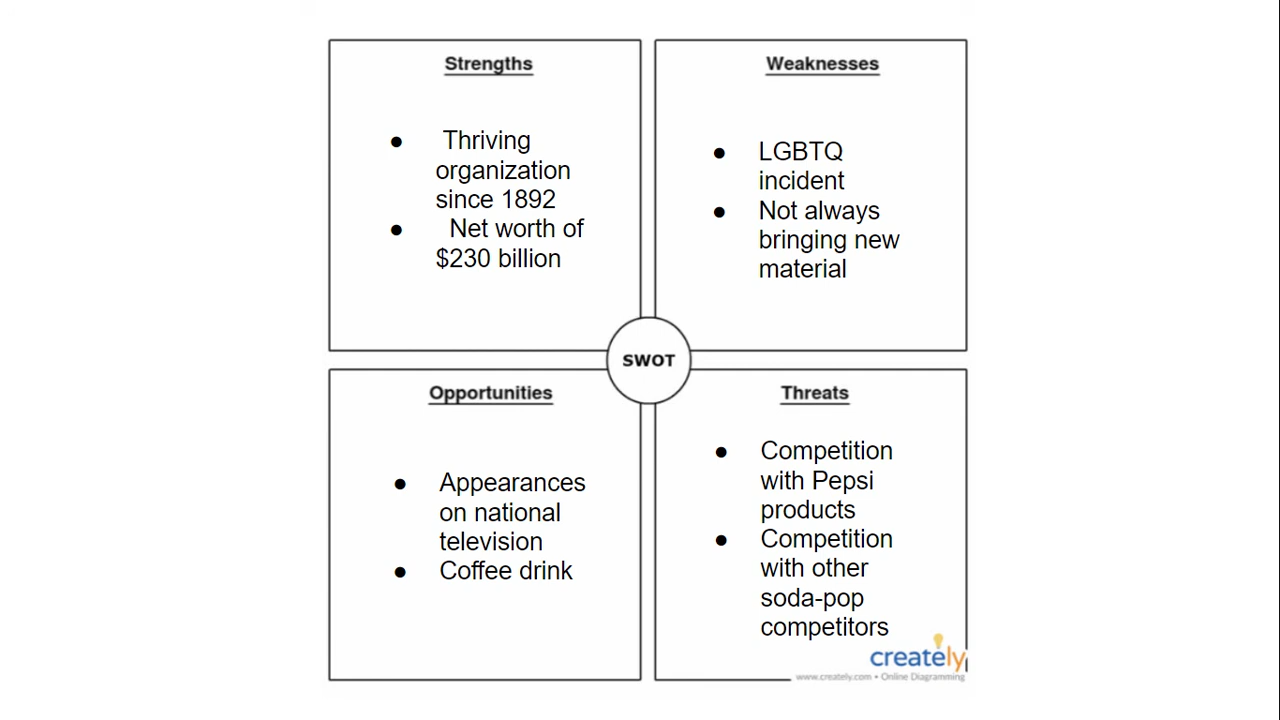 Strengths
● Thriving
organization
since 1892
● Net worth of
$230 billion
Weaknesses
● LGBTQ
incident
● Not always
bringing new
material
SWOT
Opportunities
● Appearances
on national
television
● Coffee drink
Threats
● Competition
with Pepsi
products
● Competition
with other
soda-pop
competitors
creately
www.creately.com • Online Diagramming